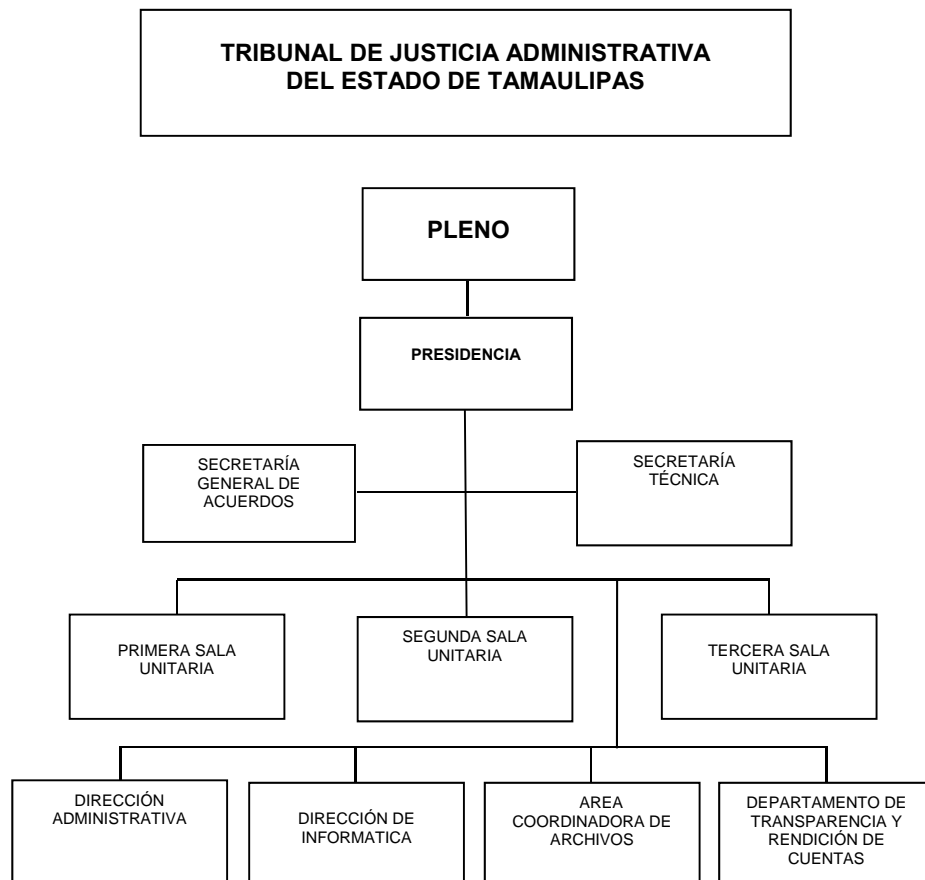 TRIBUNAL DE JUSTICIA ADMINISTRATIVA
DEL ESTADO DE TAMAULIPAS
PLENO
PRESIDENCIA
SECRETARÍA
GENERAL DE
ACUERDOS
SECRETARÍA
TÉCNICA
PRIMERA SALA
UNITARIA
SEGUNDA SALA
UNITARIA
TERCERA SALA
UNITARIA
DIRECCIÓN
ADMINISTRATIVA
DIRECCIÓN DE
INFORMATICA
AREA
COORDINADORA DE
ARCHIVOS
DEPARTAMENTO DE
TRANSPARENCIA Y
RENDICIÓN DE
CUENTAS